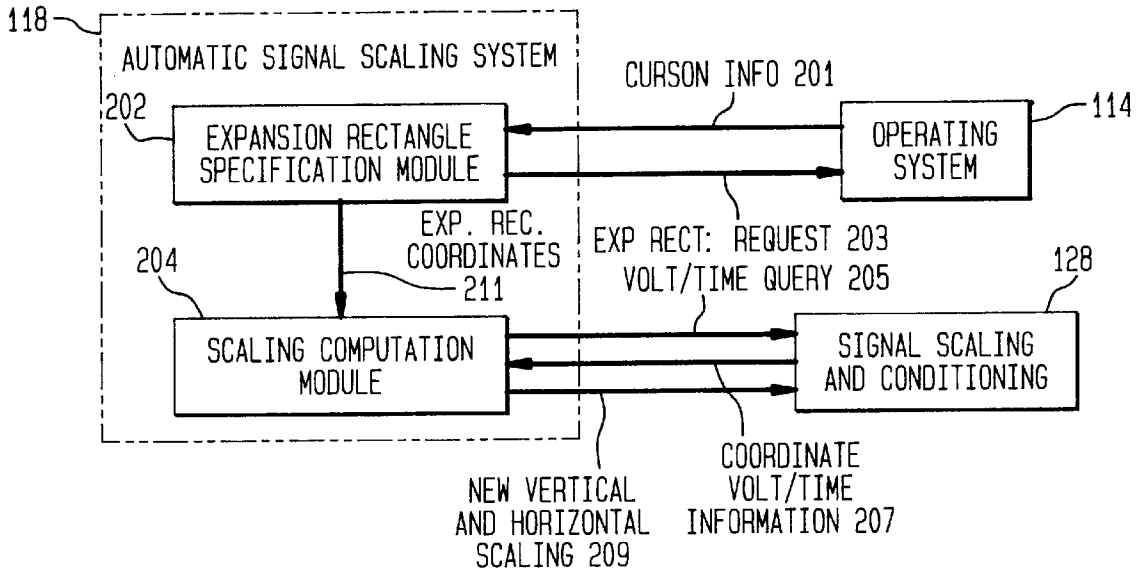 118
AUTOMATIC SIGNAL SCALING SYSTEM
202
EXPANSION RECTANGLE
SPECIFICATION MODULE
CURSON INFO 201
114
OPERATING
SYSTEM
EXP RECT: REQUEST 203
EXP. REC.
COORDINATES
211
204
SCALING COMPUTATION
MODULE
VOLT/TIME QUERY 205
128
SIGNAL SCALING
AND CONDITIONING
COORDINATE
VOLT/TIME
INFORMATION 207
NEW VERTICAL
AND HORIZONTAL
SCALING 209